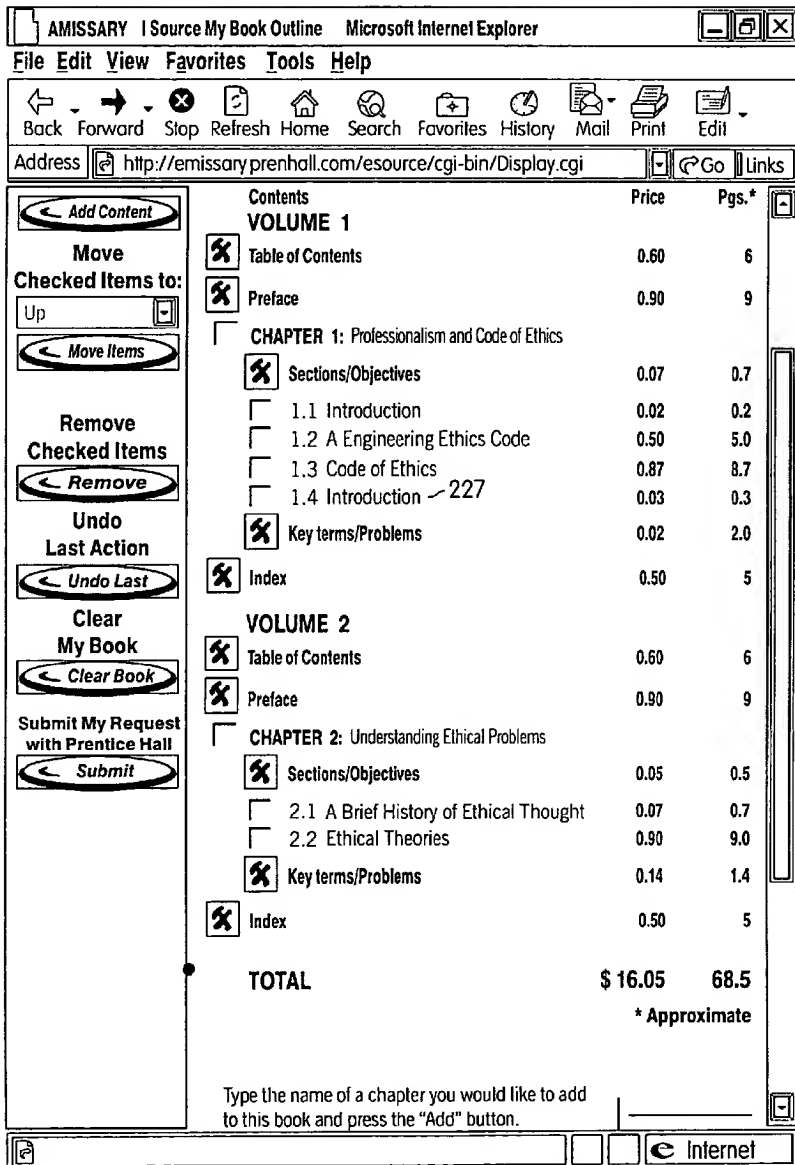 AMISSARY I Source My Book Outline Microsoft Internet Explorer
File Edit View Favorites Tools Help
Back Forward Stop Refresh Home Search Favorites History Mail Print Edit
Address http://emissaryprenhall.com/esource/cgi-bin/Display.cgi Go Links
Add Content
Move
Checked Items to:
Up
Move Items
Remove
Checked Items
Remove
Undo
Last Action
Undo Last
Clear
My Book
Clear Book
Submit My Request
with Prentice Hall
Submit
Contents Price Pgs.*
VOLUME 1
Table of Contents 0.60 6
Preface 0.90 9
CHAPTER 1: Professionalism and Code of Ethics
Sections/Objectives 0.07 0.7
1.1 Introduction 0.02 0.2
1.2 A Engineering Ethics Code 0.50 5.0
1.3 Code of Ethics 0.87 8.7
1.4 Introduction 227 0.03 0.3
Key terms/Problems 0.02 2.0
Index 0.50 5
VOLUME 2
Table of Contents 0.60 6
Preface 0.90 9
CHAPTER 2: Understanding Ethical Problems
Sections/Objectives 0.05 0.5
2.1 A Brief History of Ethical Thought 0.07 0.7
2.2 Ethical Theories 0.90 9.0
Key terms/Problems 0.14 1.4
Index 0.50 5
TOTAL $ 16.05 68.5
* Approximate
Type the name of a chapter you would like to add
to this book and press the "Add" button.
Internet